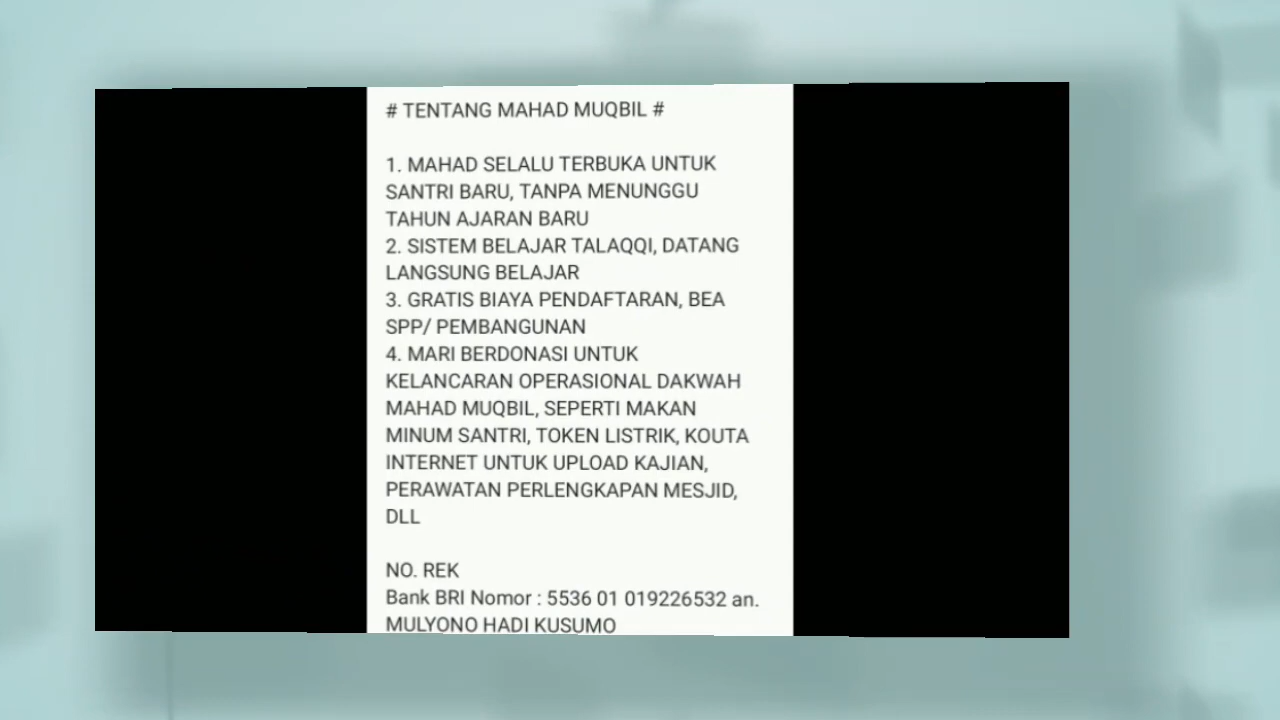 # TENTANG MAHAD MUQBIL #
1. MAHAD SELALU TERBUKA UNTUK
SANTRI BARU, TANPA MENUNGGU
TAHUN AJARAN BARU
2. SISTEM BELAJAR TALAQQI, DATANG
LANGSUNG BELAJAR
3. GRATIS BIAYA PENDAFTARAN, BEA
SPP/ PEMBANGUNAN
4. MARI BERDONASI UNTUK
KELANCARAN OPERASIONAL DAKWAH
MAHAD MUQBIL, SEPERTI MAKAN
MINUM SANTRI, TOKEN LISTRIK, KOUTA
INTERNET UNTUK UPLOAD KAJIAN,
PERAWATAN PERLENGKAPAN MESJID,
DLL
NO. REK
Bank BRI Nomor : 5536 01 019226532 an.
MULYONO HADI KUSUMO